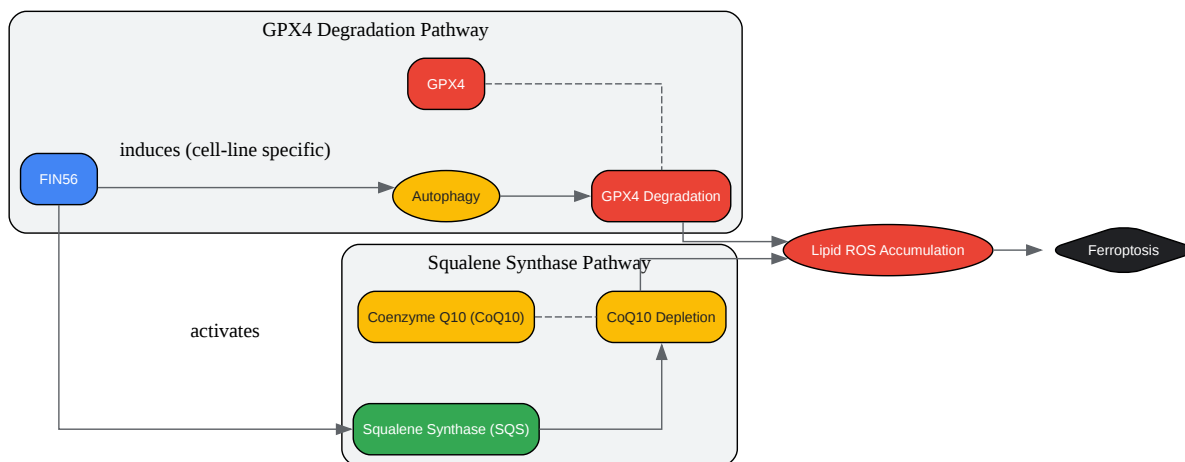 GPX4 Degradation Pathway
GPX4
induces (cell-line specific)
FIN56
Autophagy
GPX4 Degradation
Lipid ROS Accumulation
Ferroptosis
Squalene Synthase Pathway
Coenzyme Q10 (CoQ10)
CoQ10 Depletion
activates
Squalene Synthase (SQS)